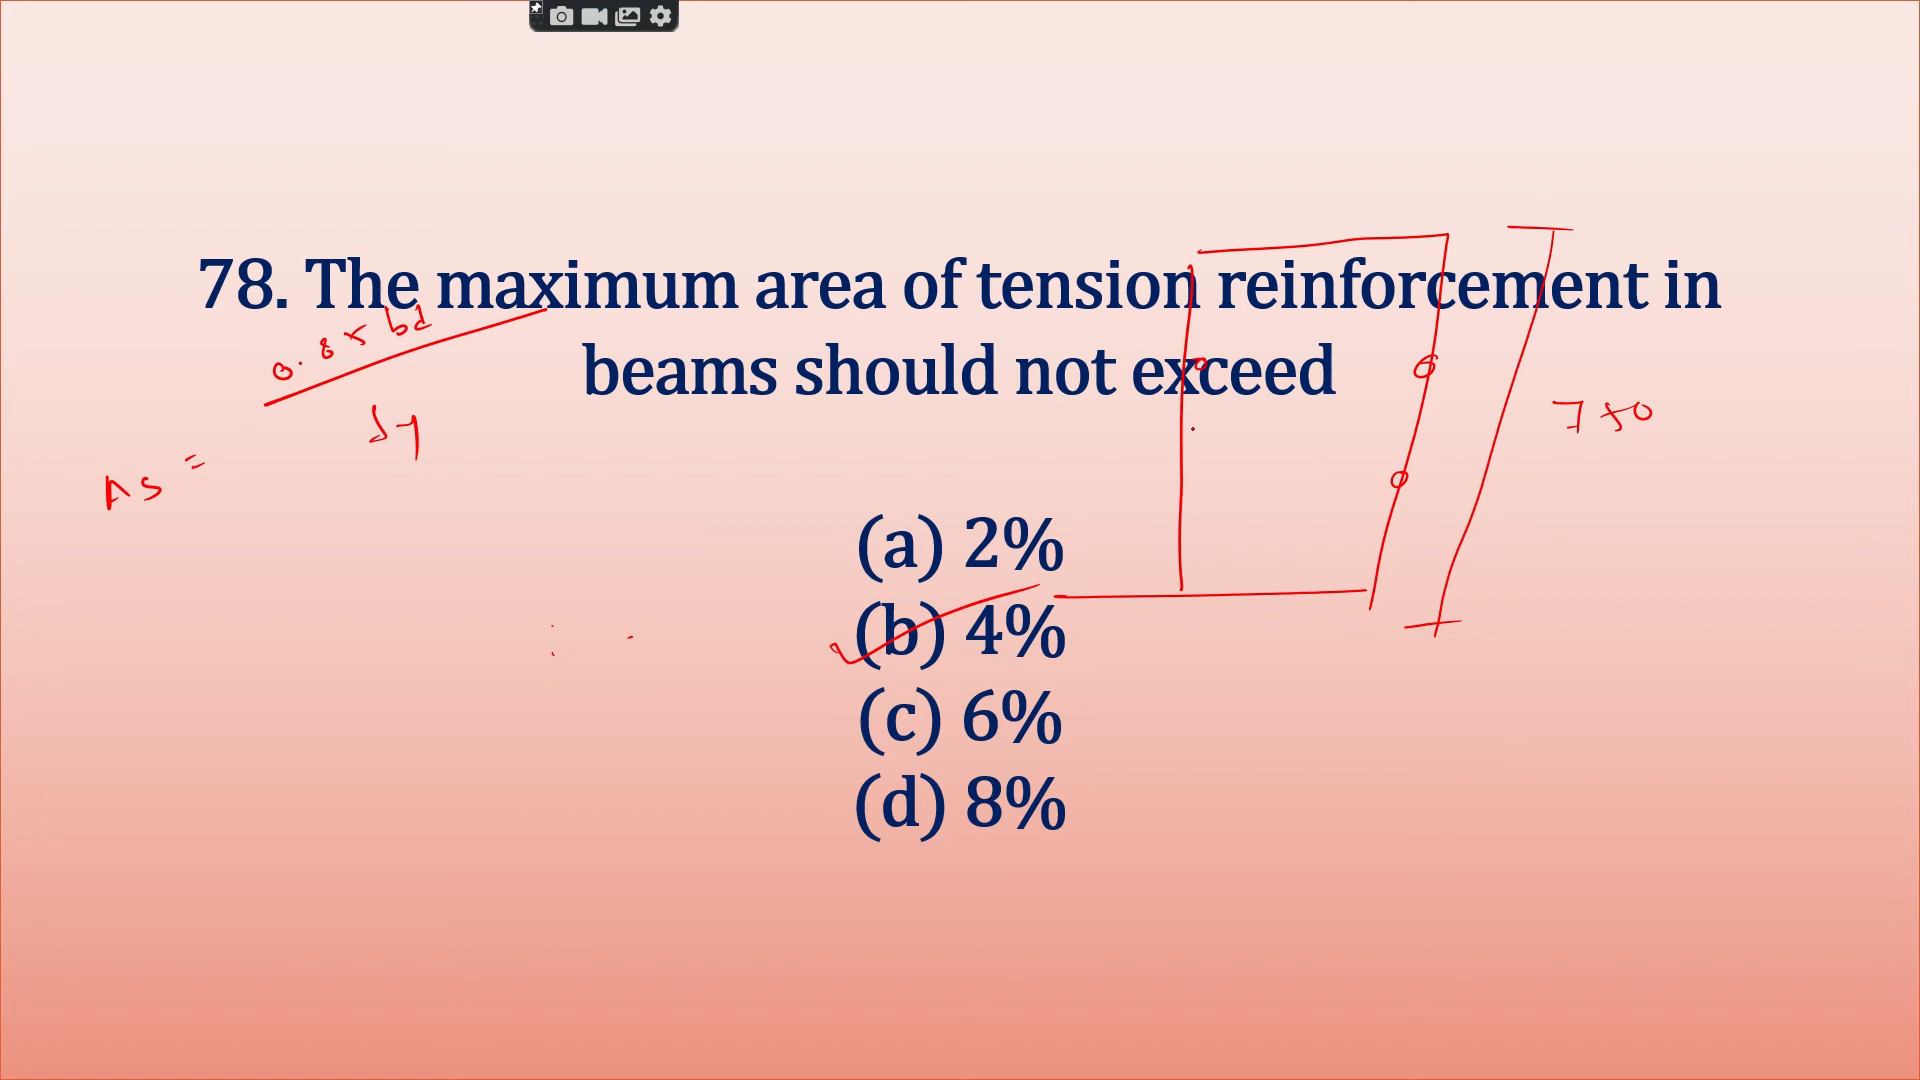 78. The maximum area of tension reinforcement in
0.85 bd
beams should not exceed
fy
750
As =
(a) 2%
(b) 4%
(c) 6%
(d) 8%